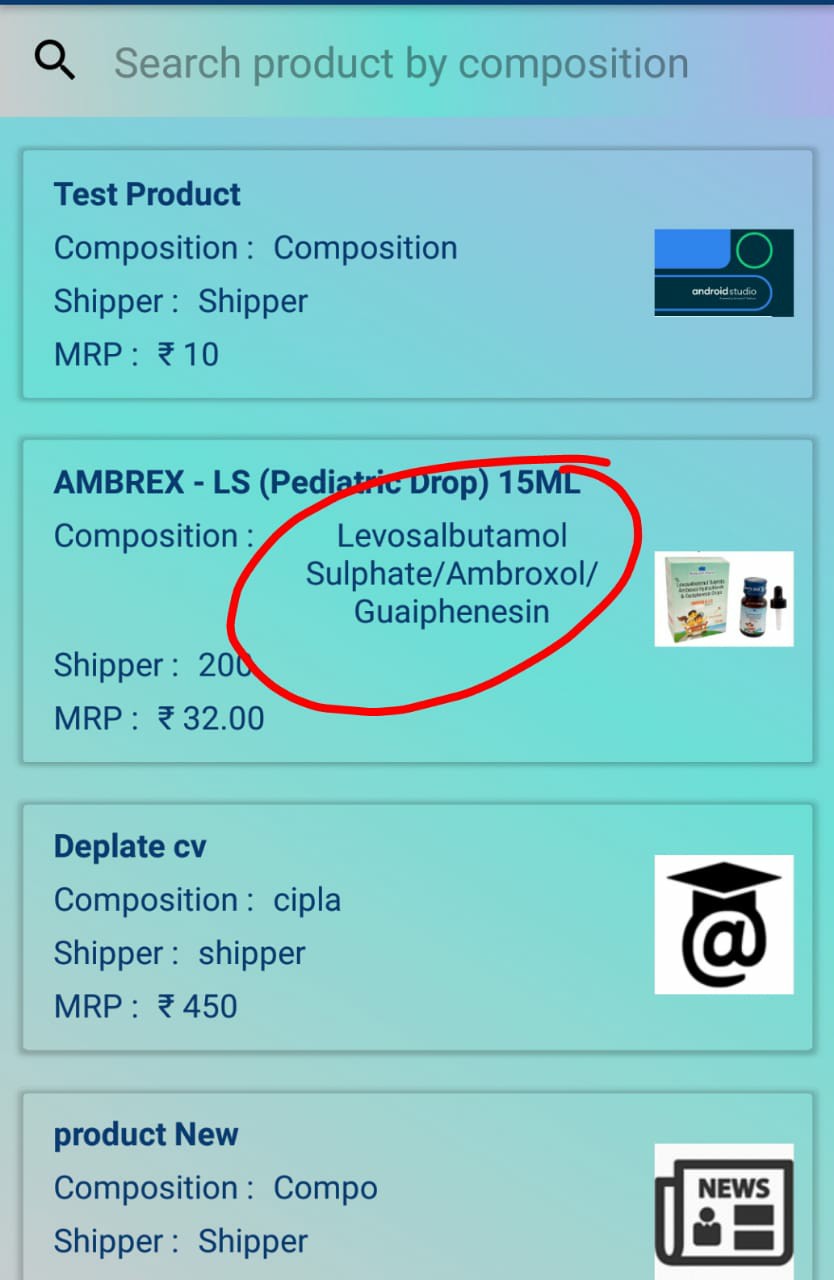 Search product by composition
Test Product
Composition : Composition
Shipper : Shipper
MRP : ₹ 10
androidstudio
AMBREX - LS (Pediatric Drop) 15ML
Composition : Levosalbutamol
Sulphate/Ambroxol/
Guaiphenesin
Shipper : 200
MRP : ₹ 32.00
Deplate cv
Composition : cipla
Shipper : shipper
MRP : ₹ 450
@
product New
Composition : Compo
Shipper : Shipper
NEWS